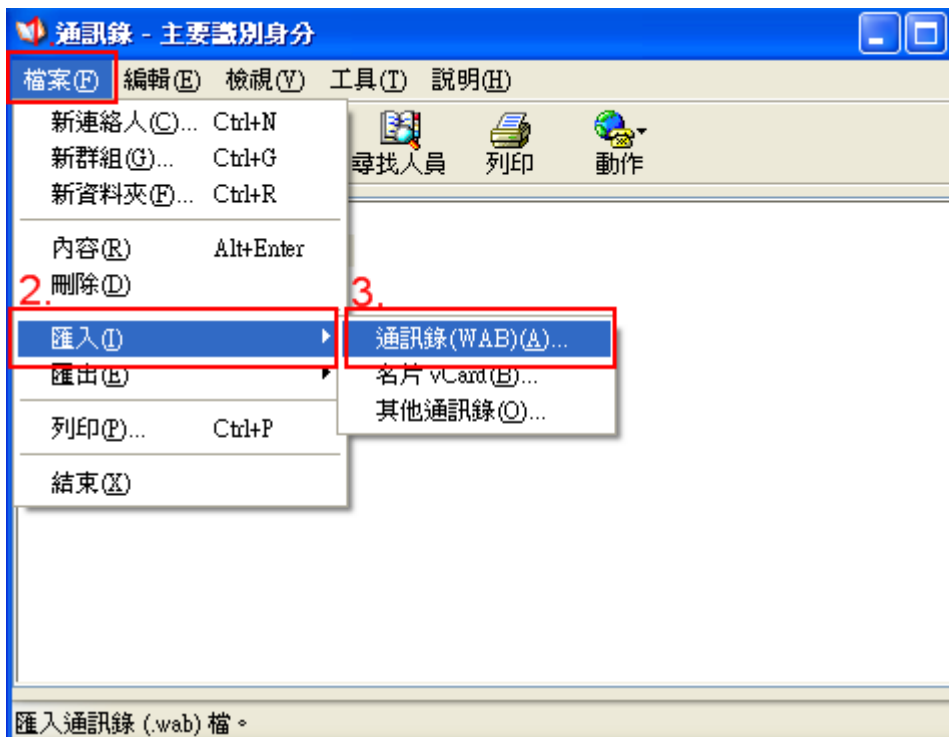 通訊錄 - 主要識別身分
檔案(F) 編輯(E) 檢視(V) 工具(T) 說明(H)
新連絡人(C)... Ctrl+N
新群組(G)... Ctrl+G
新資料夾(F)... Ctrl+R
尋找人員 列印 動作
內容(R) Alt+Enter
刪除(D)
2.
匯入(I)
匯出(E)
列印(P)... Ctrl+P
結束(X)
3.
通訊錄(WAB)(A)...
名片 vCard(B)...
其他通訊錄(O)...
匯入通訊錄 (.wab) 檔。